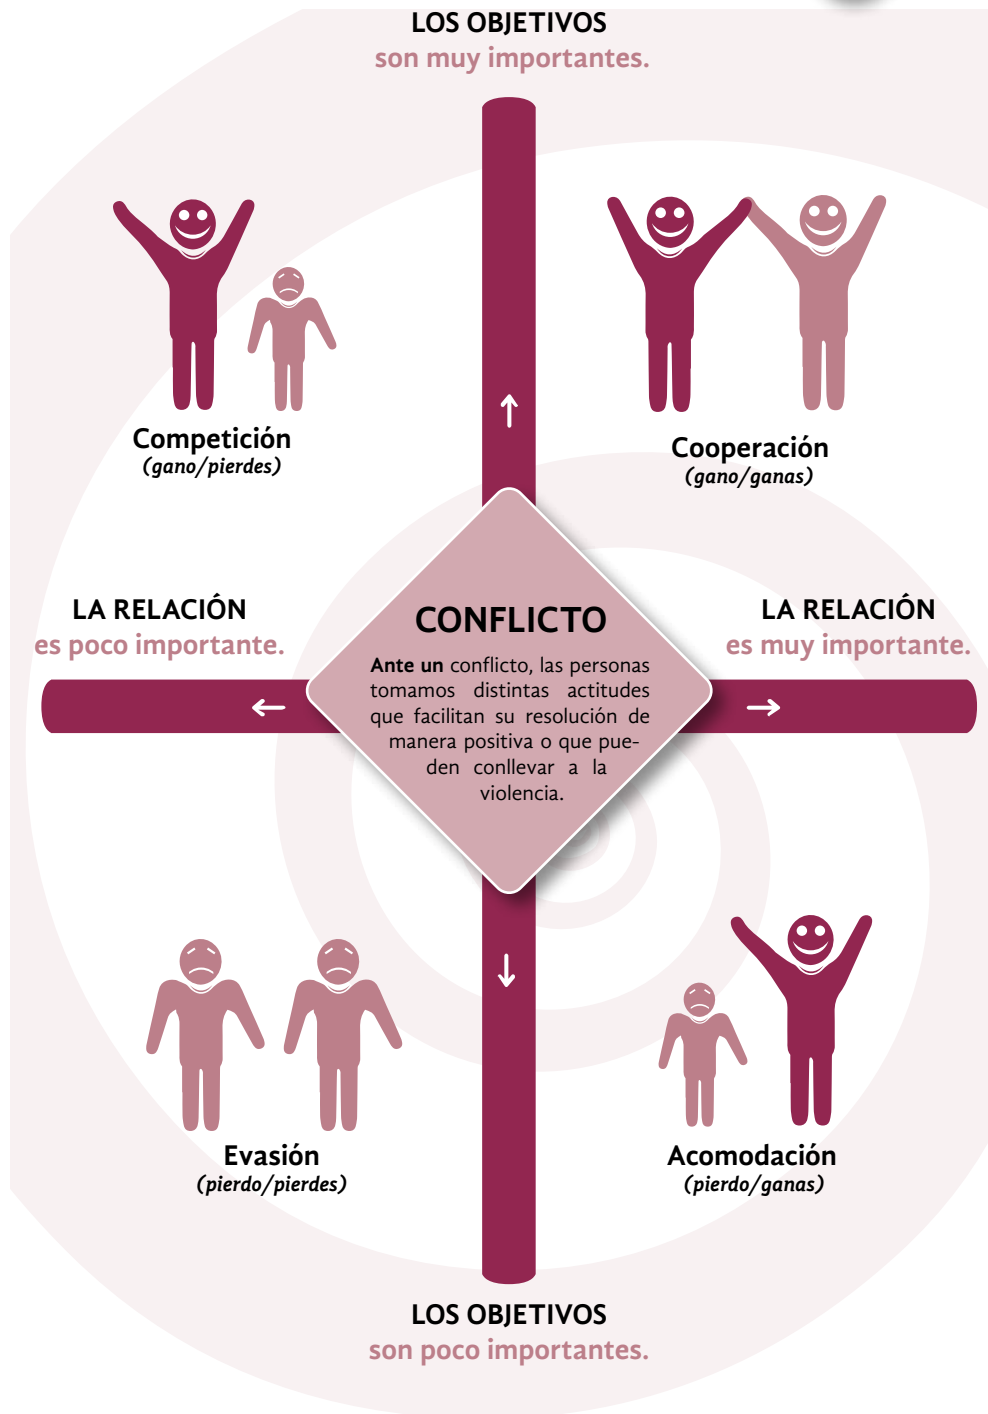 LOS OBJETIVOS
son muy importantes.
Competición
(gano/pierdes)
Cooperación
(gano/ganas)
LA RELACIÓN
es poco importante.
CONFLICTO
Ante un conflicto, las personas
tomamos distintas actitudes
que facilitan su resolución de
manera positiva o que pue-
den conllevar a la
violencia.
LA RELACIÓN
es muy importante.
Evasión
(pierdo/pierdes)
Acomodación
(pierdo/ganas)
LOS OBJETIVOS
son poco importantes.